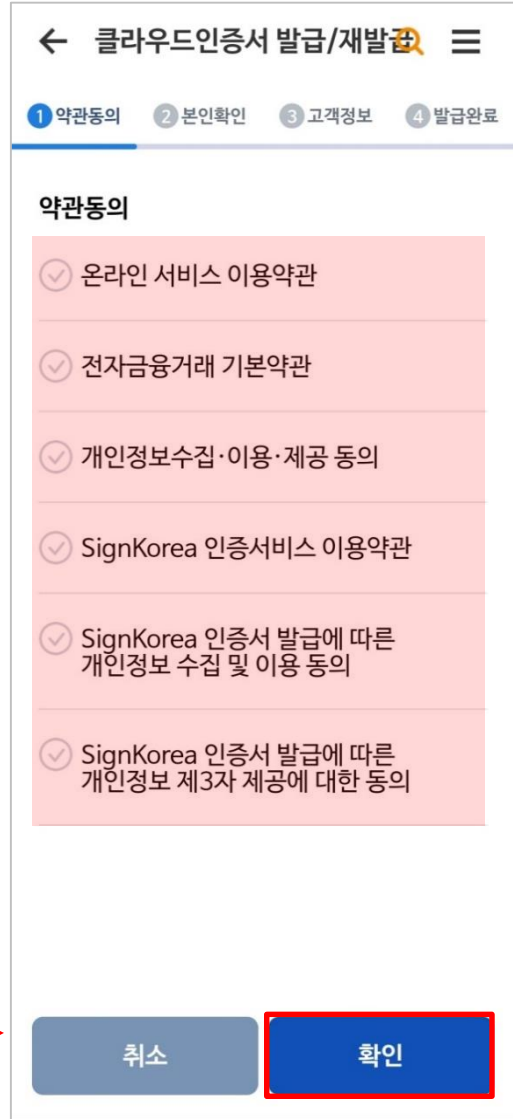 클라우드인증서 발급/재발급
1 약관동의 2 본인확인 3 고객정보 4 발급완료
약관동의
온라인 서비스 이용약관
전자금융거래 기본약관
개인정보수집·이용·제공 동의
SignKorea 인증서비스 이용약관
SignKorea 인증서 발급에 따른
개인정보 수집 및 이용 동의
SignKorea 인증서 발급에 따른
개인정보 제3자 제공에 대한 동의
취소 확인